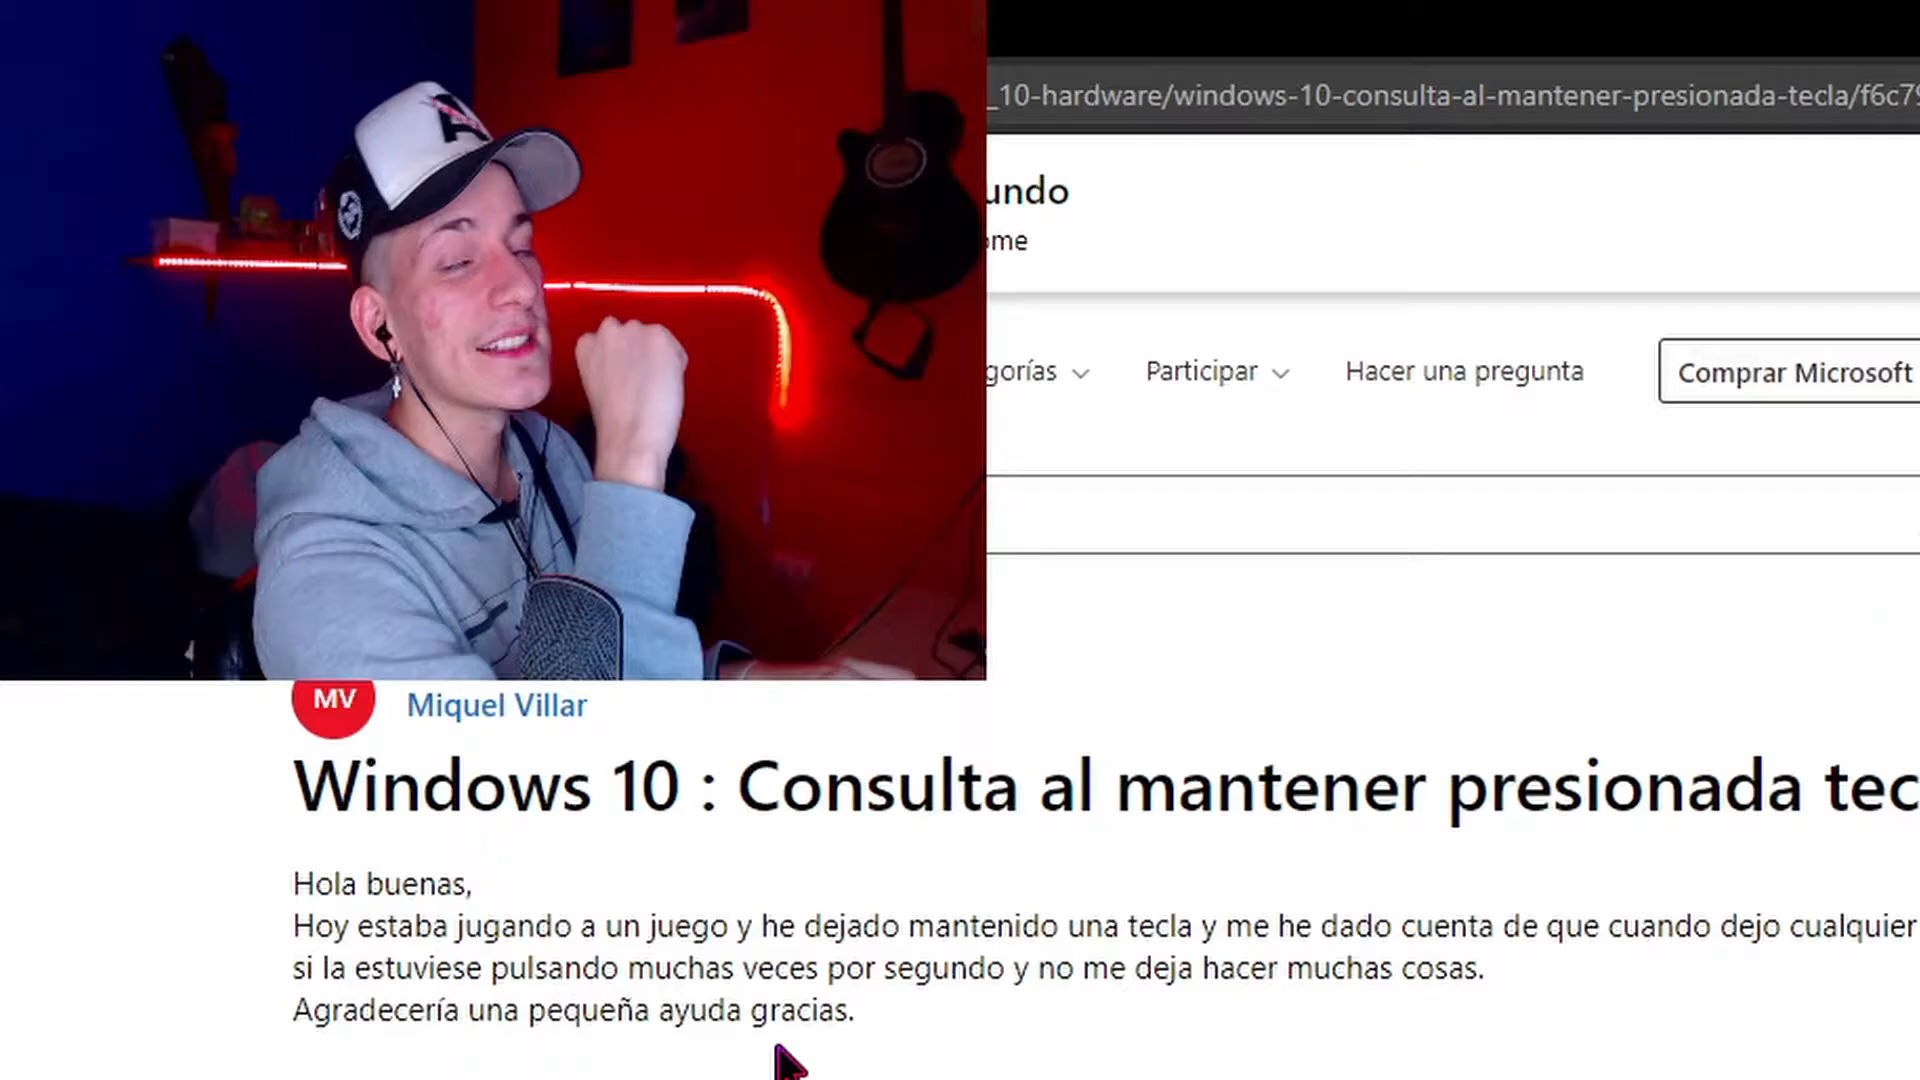 _10-hardware/windows-10-consulta-al-mantener-presionada-tecla/f6c79
undo
ome
gorías
Participar
Hacer una pregunta
Comprar Microsoft
A
MV
Miquel Villar
Windows 10 : Consulta al mantener presionada tec
Hola buenas,
Hoy estaba jugando a un juego y he dejado mantenido una tecla y me he dado cuenta de que cuando dejo cualquier
si la estuviese pulsando muchas veces por segundo y no me deja hacer muchas cosas.
Agradecería una pequeña ayuda gracias.